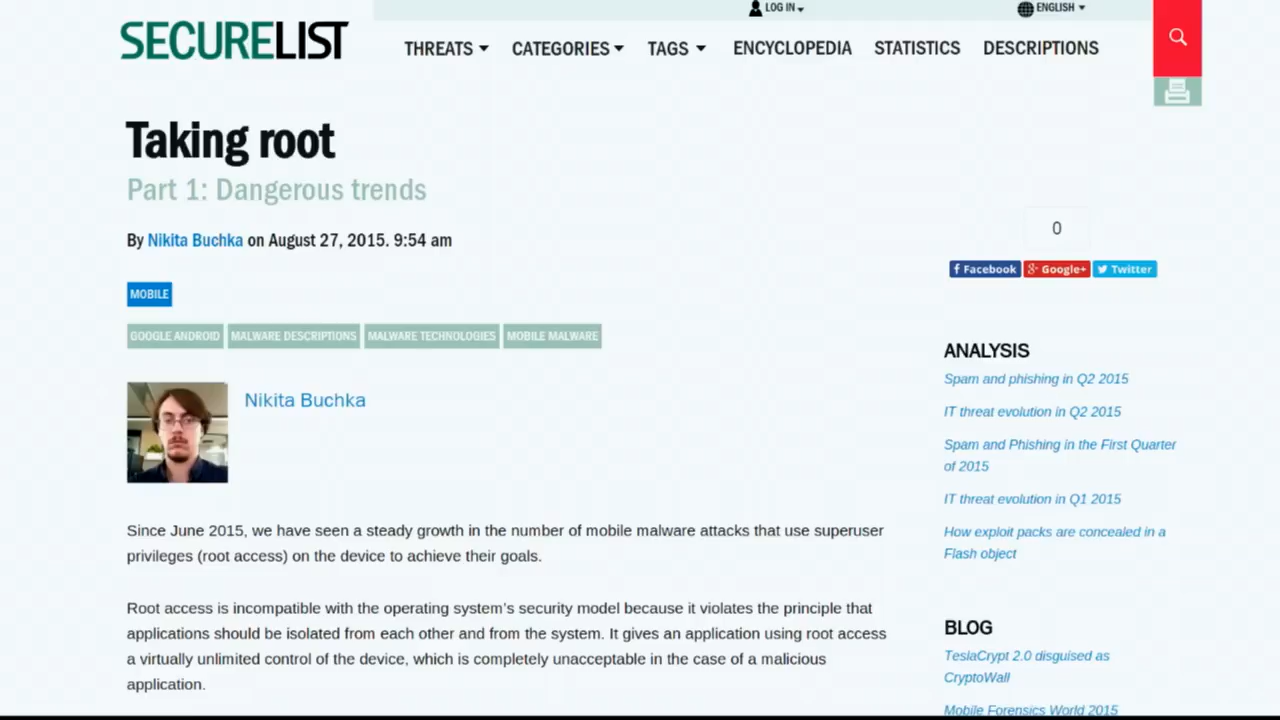 LOG IN
ENGLISH
SECURELIST
THREATS CATEGORIES TAGS ENCYCLOPEDIA STATISTICS DESCRIPTIONS
Taking root
Part 1: Dangerous trends
By Nikita Buchka on August 27, 2015. 9:54 am
0
Facebook Google+ Twitter
MOBILE
GOOGLE ANDROID MALWARE DESCRIPTIONS MALWARE TECHNOLOGIES MOBILE MALWARE
Nikita Buchka
Since June 2015, we have seen a steady growth in the number of mobile malware attacks that use superuser
privileges (root access) on the device to achieve their goals.
Root access is incompatible with the operating system's security model because it violates the principle that
applications should be isolated from each other and from the system. It gives an application using root access
a virtually unlimited control of the device, which is completely unacceptable in the case of a malicious
application.
ANALYSIS
Spam and phishing in Q2 2015
IT threat evolution in Q2 2015
Spam and Phishing in the First Quarter
of 2015
IT threat evolution in Q1 2015
How exploit packs are concealed in a
Flash object
BLOG
TeslaCrypt 2.0 disguised as
CryptoWall
Mobile Forensics World 2015